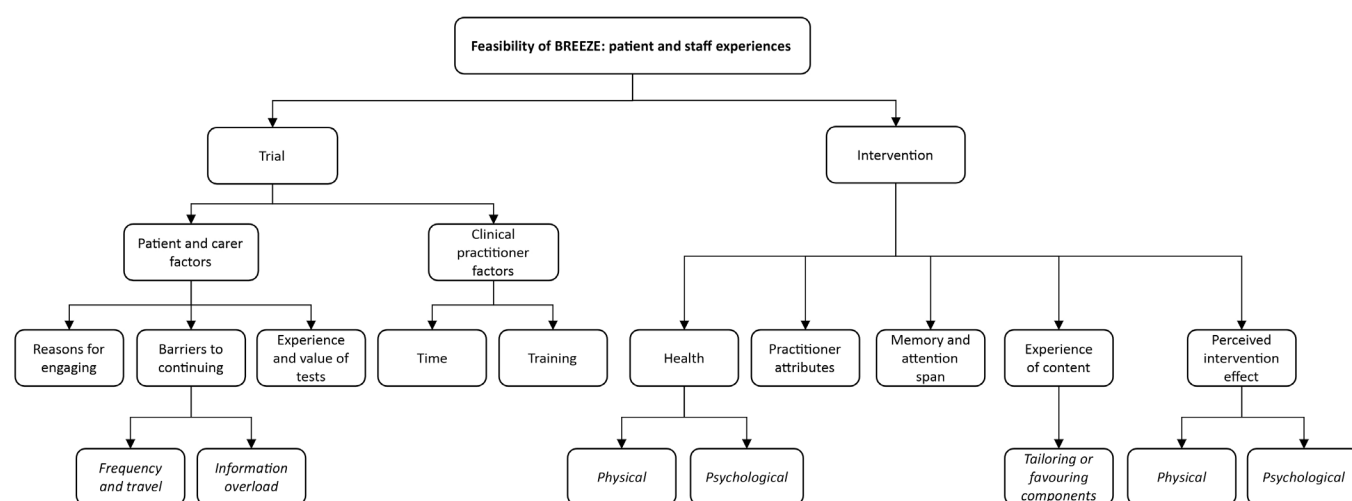 Feasibility of BREEZE: patient and staff experiences
Trial
Intervention
Patient and carer
factors
Clinical
practitioner
factors
Reasons for
engaging
Barriers to
continuing
Experience
and value of
tests
Time
Training
Health
Practitioner
attributes
Memory and
attention
span
Experience
of content
Perceived
intervention
effect
Frequency
and travel
Information
overload
Physical
Psychological
Tailoring or
favouring
components
Physical
Psychological